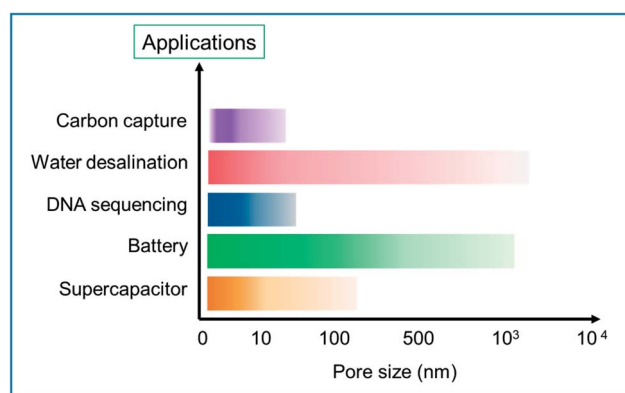 Applications
Carbon capture
Water desalination
DNA sequencing
Battery
Supercapacitor
0 10 100 500 10³ 10⁴
Pore size (nm)